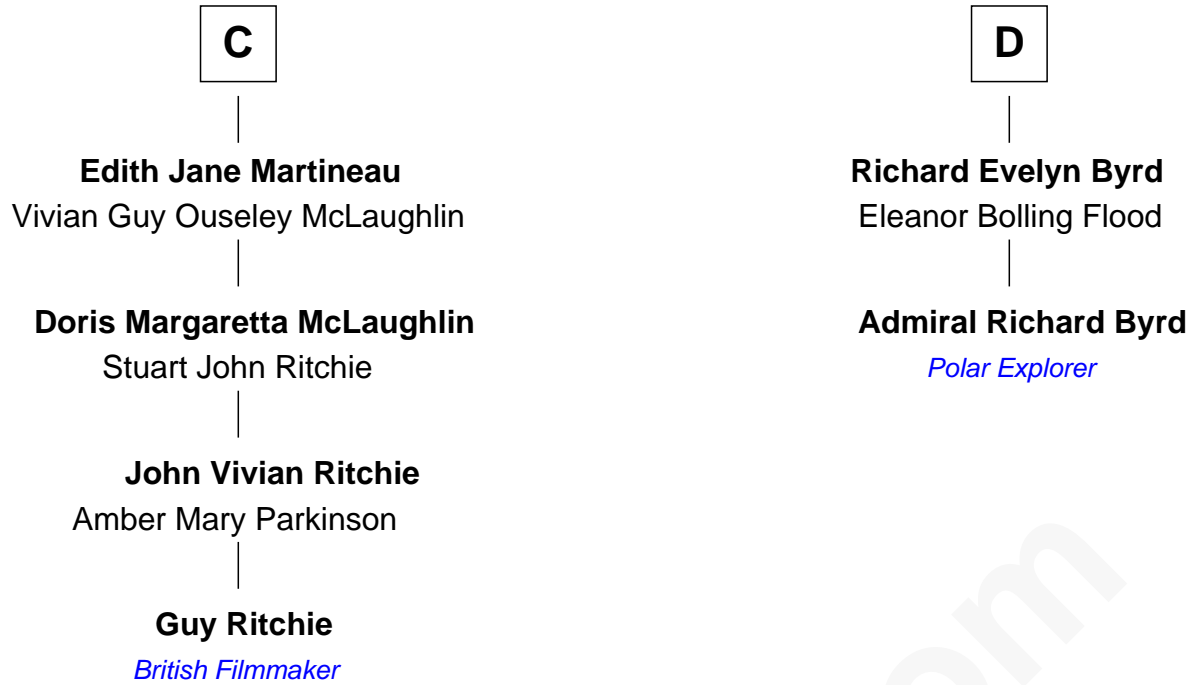 C
Edith Jane Martineau
Vivian Guy Ouseley McLaughlin
Doris Margaretta McLaughlin
Stuart John Ritchie
John Vivian Ritchie
Amber Mary Parkinson
Guy Ritchie
British Filmmaker
D
Richard Evelyn Byrd
Eleanor Bolling Flood
Admiral Richard Byrd
Polar Explorer
om